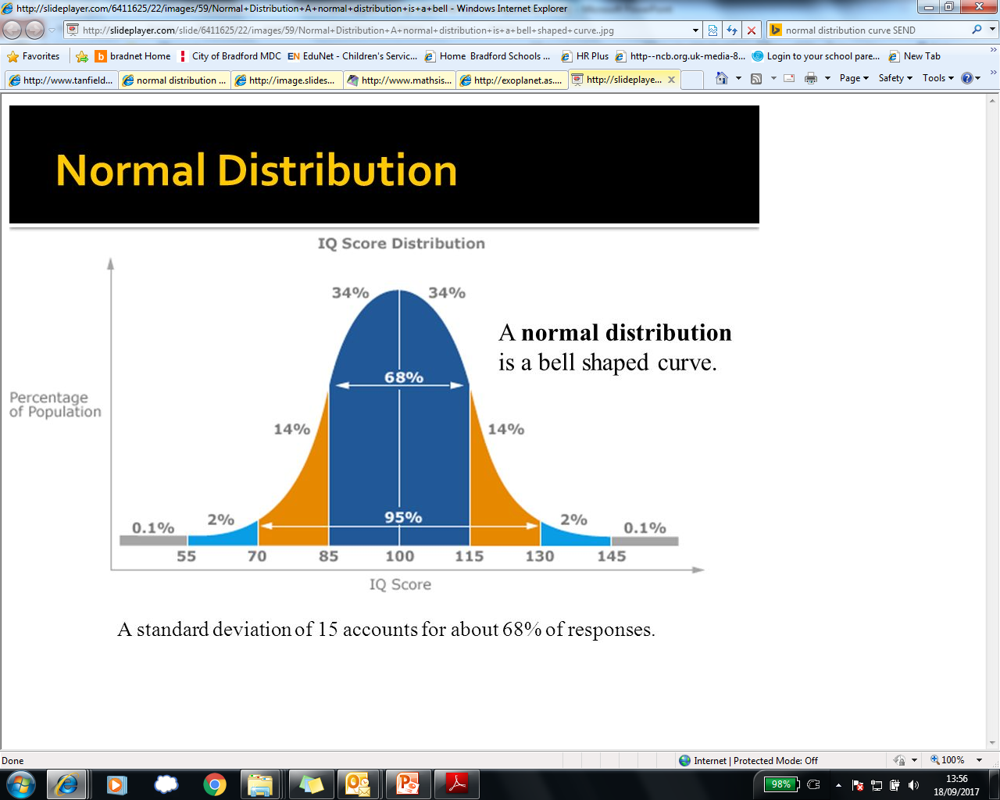 http://slideplayer.com/6411625/22/images/59/Normal+Distribution+A+normal+distribution+is+a+bell - Windows Internet Explorer
http://slideplayer.com/slide/6411625/22/images/59/Normal+Distribution+A+normal+distribution+is+a+bell+shaped+curve.jpg
normal distribution curve SEND
Favorites
bradnet Home
City of Bradford MDC
EduNet - Children's Servic...
Home Bradford Schools ...
HR Plus
http--ncb.org.uk-media-8...
Login to your school pare...
New Tab
http://www.tanfield...
normal distribution ...
http://image.slides...
http://www.mathsis...
http://exoplanet.as....
http://slideplaye...
Page
Safety
Tools
Normal Distribution
IQ Score Distribution
34% 34%
A normal distribution
is a bell shaped curve.
68%
Percentage
of Population
14% 14%
95%
0.1% 2% 2% 0.1%
55 70 85 100 115 130 145
IQ Score
A standard deviation of 15 accounts for about 68% of responses.
Done
Internet | Protected Mode: Off
100%
98%
13:56
18/09/2017